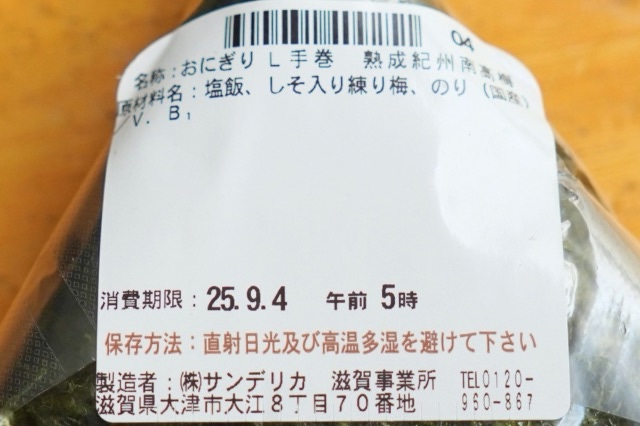 04
名称：おにぎりL手巻 熟成紀州南高梅
原材料名：塩飯、しそ入り練り梅、のり（国産）
V. B₁
消費期限：25.9.4 午前 5時
保存方法：直射日光及び高温多湿を避けて下さい
製造者：㈱サンデリカ 滋賀事業所 TEL0120-
滋賀県大津市大江8丁目70番地 960-867